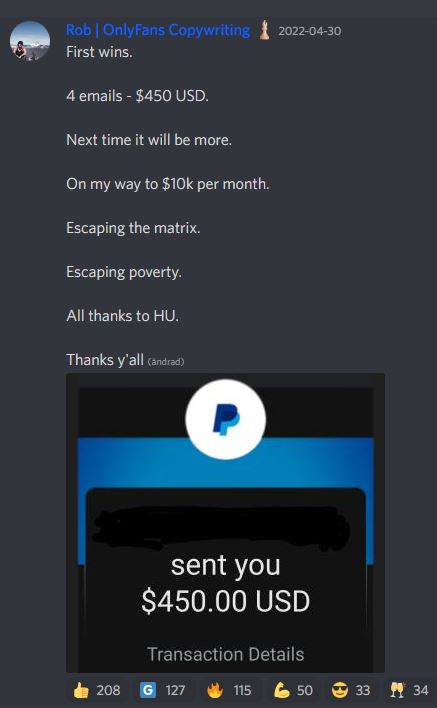 Rob | OnlyFans Copywriting 2022-04-30
First wins.
4 emails - $450 USD.
Next time it will be more.
On my way to $10k per month.
Escaping the matrix.
Escaping poverty.
All thanks to HU.
Thanks y'all (ändrad)
sent you
$450.00 USD
Transaction Details
208 G 127 115 50 33 34